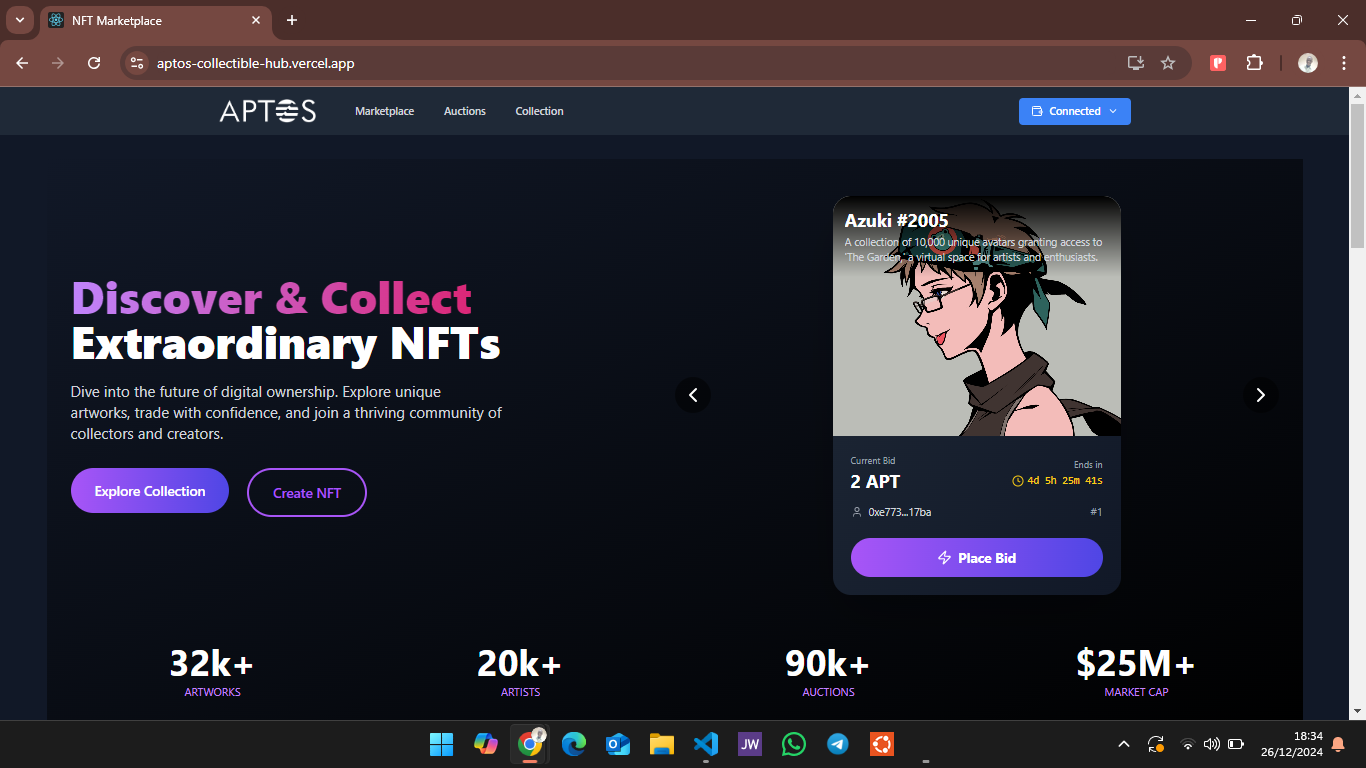 NFT Marketplace
aptos-collectible-hub.vercel.app
APTOS
Marketplace
Auctions
Collection
Connected
Discover & Collect
Extraordinary NFTs
Dive into the future of digital ownership. Explore unique
artworks, trade with confidence, and join a thriving community of
collectors and creators.
Explore Collection
Create NFT
Azuki #2005
A collection of 10,000 unique avatars granting access to
'The Garden,' a virtual space for artists and enthusiasts.
Current Bid
Ends in
2 APT
4d 5h 25m 41s
0xe773...17ba
#1
Place Bid
32k+
ARTWORKS
20k+
ARTISTS
90k+
AUCTIONS
$25M+
MARKET CAP
JW
18:34
26/12/2024